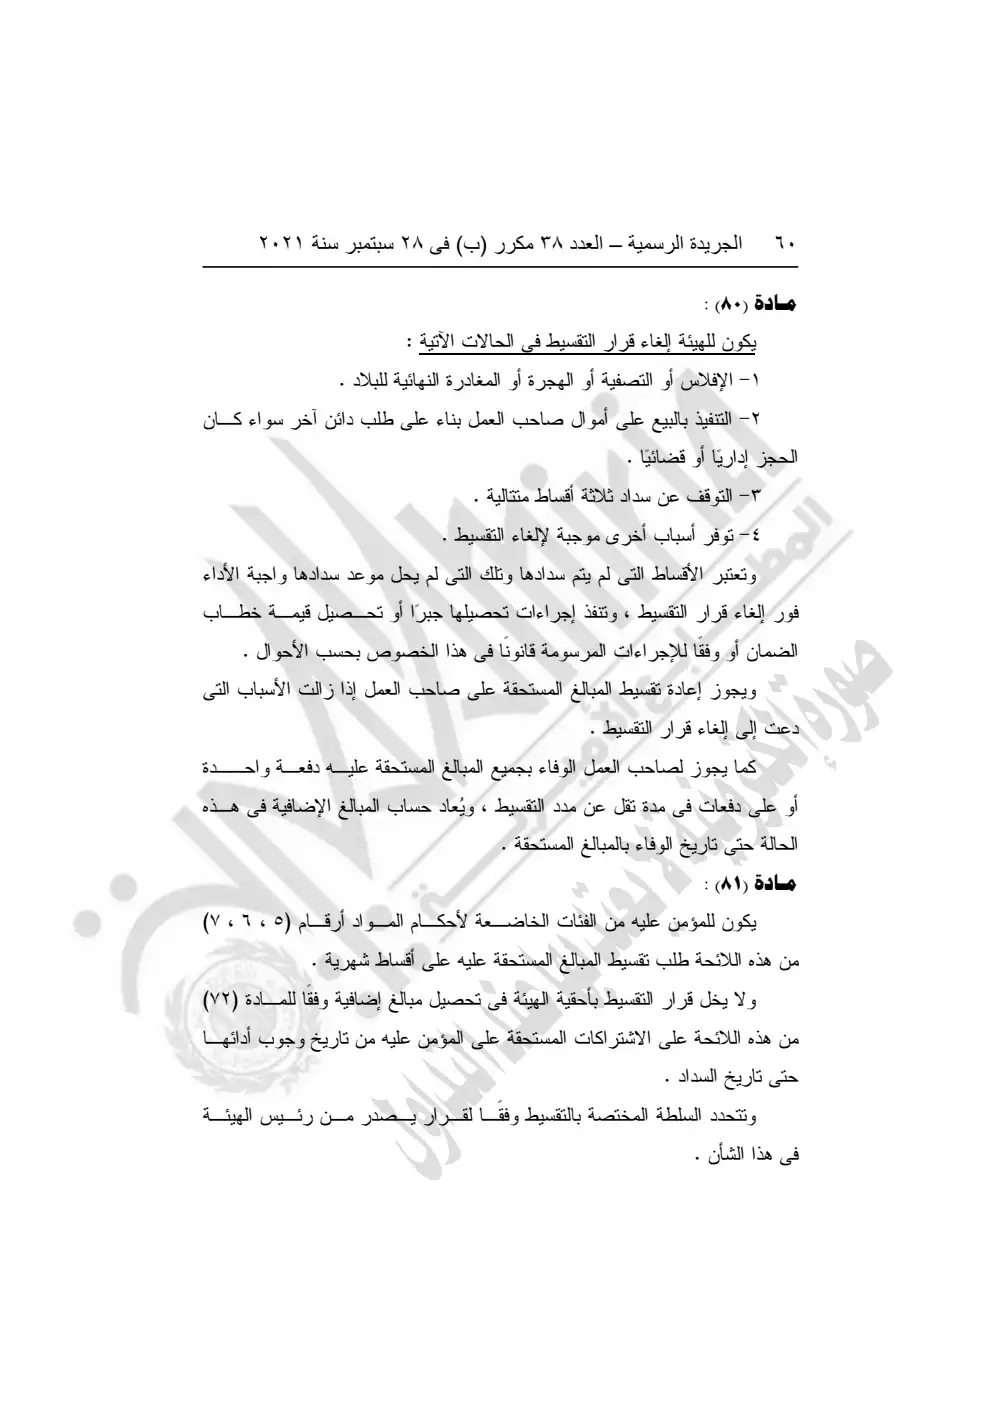 ٦٠ الجريدة الرسمية – العدد ٣٨ مكرر (ب) فى ٢٨ سبتمبر سنة ٢٠٢١
مادة (٨٠) :
يكون للهيئة إلغاء قرار التقسيط فى الحالات الآتية :
١- الإفلاس أو التصفية أو الهجرة أو المغادرة النهائية للبلاد .
٢- التنفيذ بالبيع على أموال صاحب العمل بناء على طلب دائن آخر سواء كان
الحجز إداريًا أو قضائيًا .
٣- التوقف عن سداد ثلاثة أقساط متتالية .
٤- توفر أسباب أخرى موجبة لإلغاء التقسيط .
وتعتبر الأقساط التى لم يتم سدادها وتلك التى لم يحل موعد سدادها واجبة الأداء
فور إلغاء قرار التقسيط ، وتنفذ إجراءات تحصيلها جبرًا أو تحصيل قيمة خطاب
الضمان أو وفقًا للإجراءات المرسومة قانونًا فى هذا الخصوص بحسب الأحوال .
ويجوز إعادة تقسيط المبالغ المستحقة على صاحب العمل إذا زالت الأسباب التى
دعت إلى إلغاء قرار التقسيط .
كما يجوز لصاحب العمل الوفاء بجميع المبالغ المستحقة عليه دفعة واحدة
أو على دفعات فى مدة تقل عن مدد التقسيط ، ويُعاد حساب المبالغ الإضافية فى هذه
الحالة حتى تاريخ الوفاء بالمبالغ المستحقة .
مادة (٨١) :
يكون للمؤمن عليه من الفئات الخاضعة لأحكام المواد أرقام (٥ ، ٦ ، ٧)
من هذه اللائحة طلب تقسيط المبالغ المستحقة عليه على أقساط شهرية .
ولا يخل قرار التقسيط بأحقية الهيئة فى تحصيل مبالغ إضافية وفقًا للمادة (٧٢)
من هذه اللائحة على الاشتراكات المستحقة على المؤمن عليه من تاريخ وجوب أدائها
حتى تاريخ السداد .
وتتحدد السلطة المختصة بالتقسيط وفقًا لقرار يصدر من رئيس الهيئة
فى هذا الشأن .